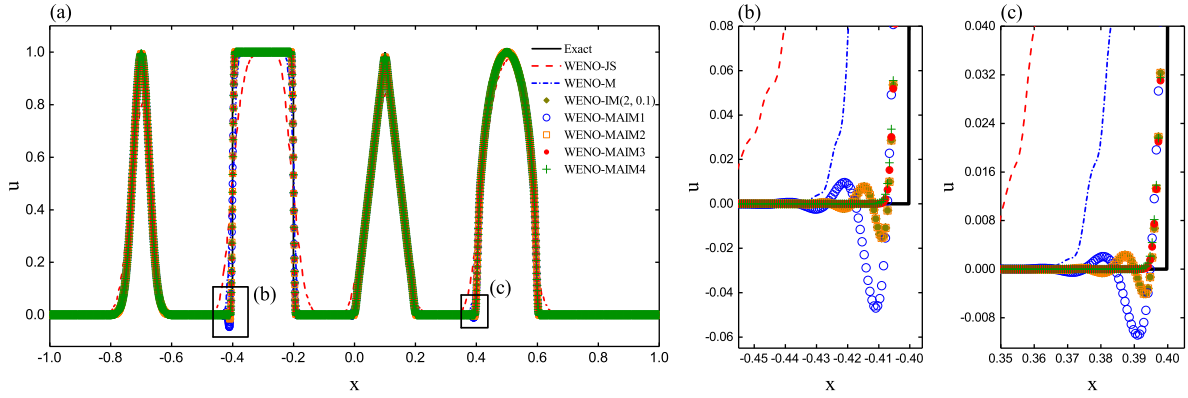 (a)
1.0
0.8
0.6
0.4
0.2
0.0
u
-1.0 -0.8 -0.6 -0.4 -0.2 0.0 0.2 0.4 0.6 0.8 1.0
x
Exact
WENO-JS
WENO-M
WENO-IM(2, 0.1)
WENO-MAIM1
WENO-MAIM2
WENO-MAIM3
WENO-MAIM4
(b)
(c)
(b)
0.08
0.06
0.04
0.02
0.00
-0.02
-0.04
-0.06
u
-0.45 -0.44 -0.43 -0.42 -0.41 -0.40
x
(c)
0.040
0.032
0.024
0.016
0.008
0.000
-0.008
u
0.35 0.36 0.37 0.38 0.39 0.40
x